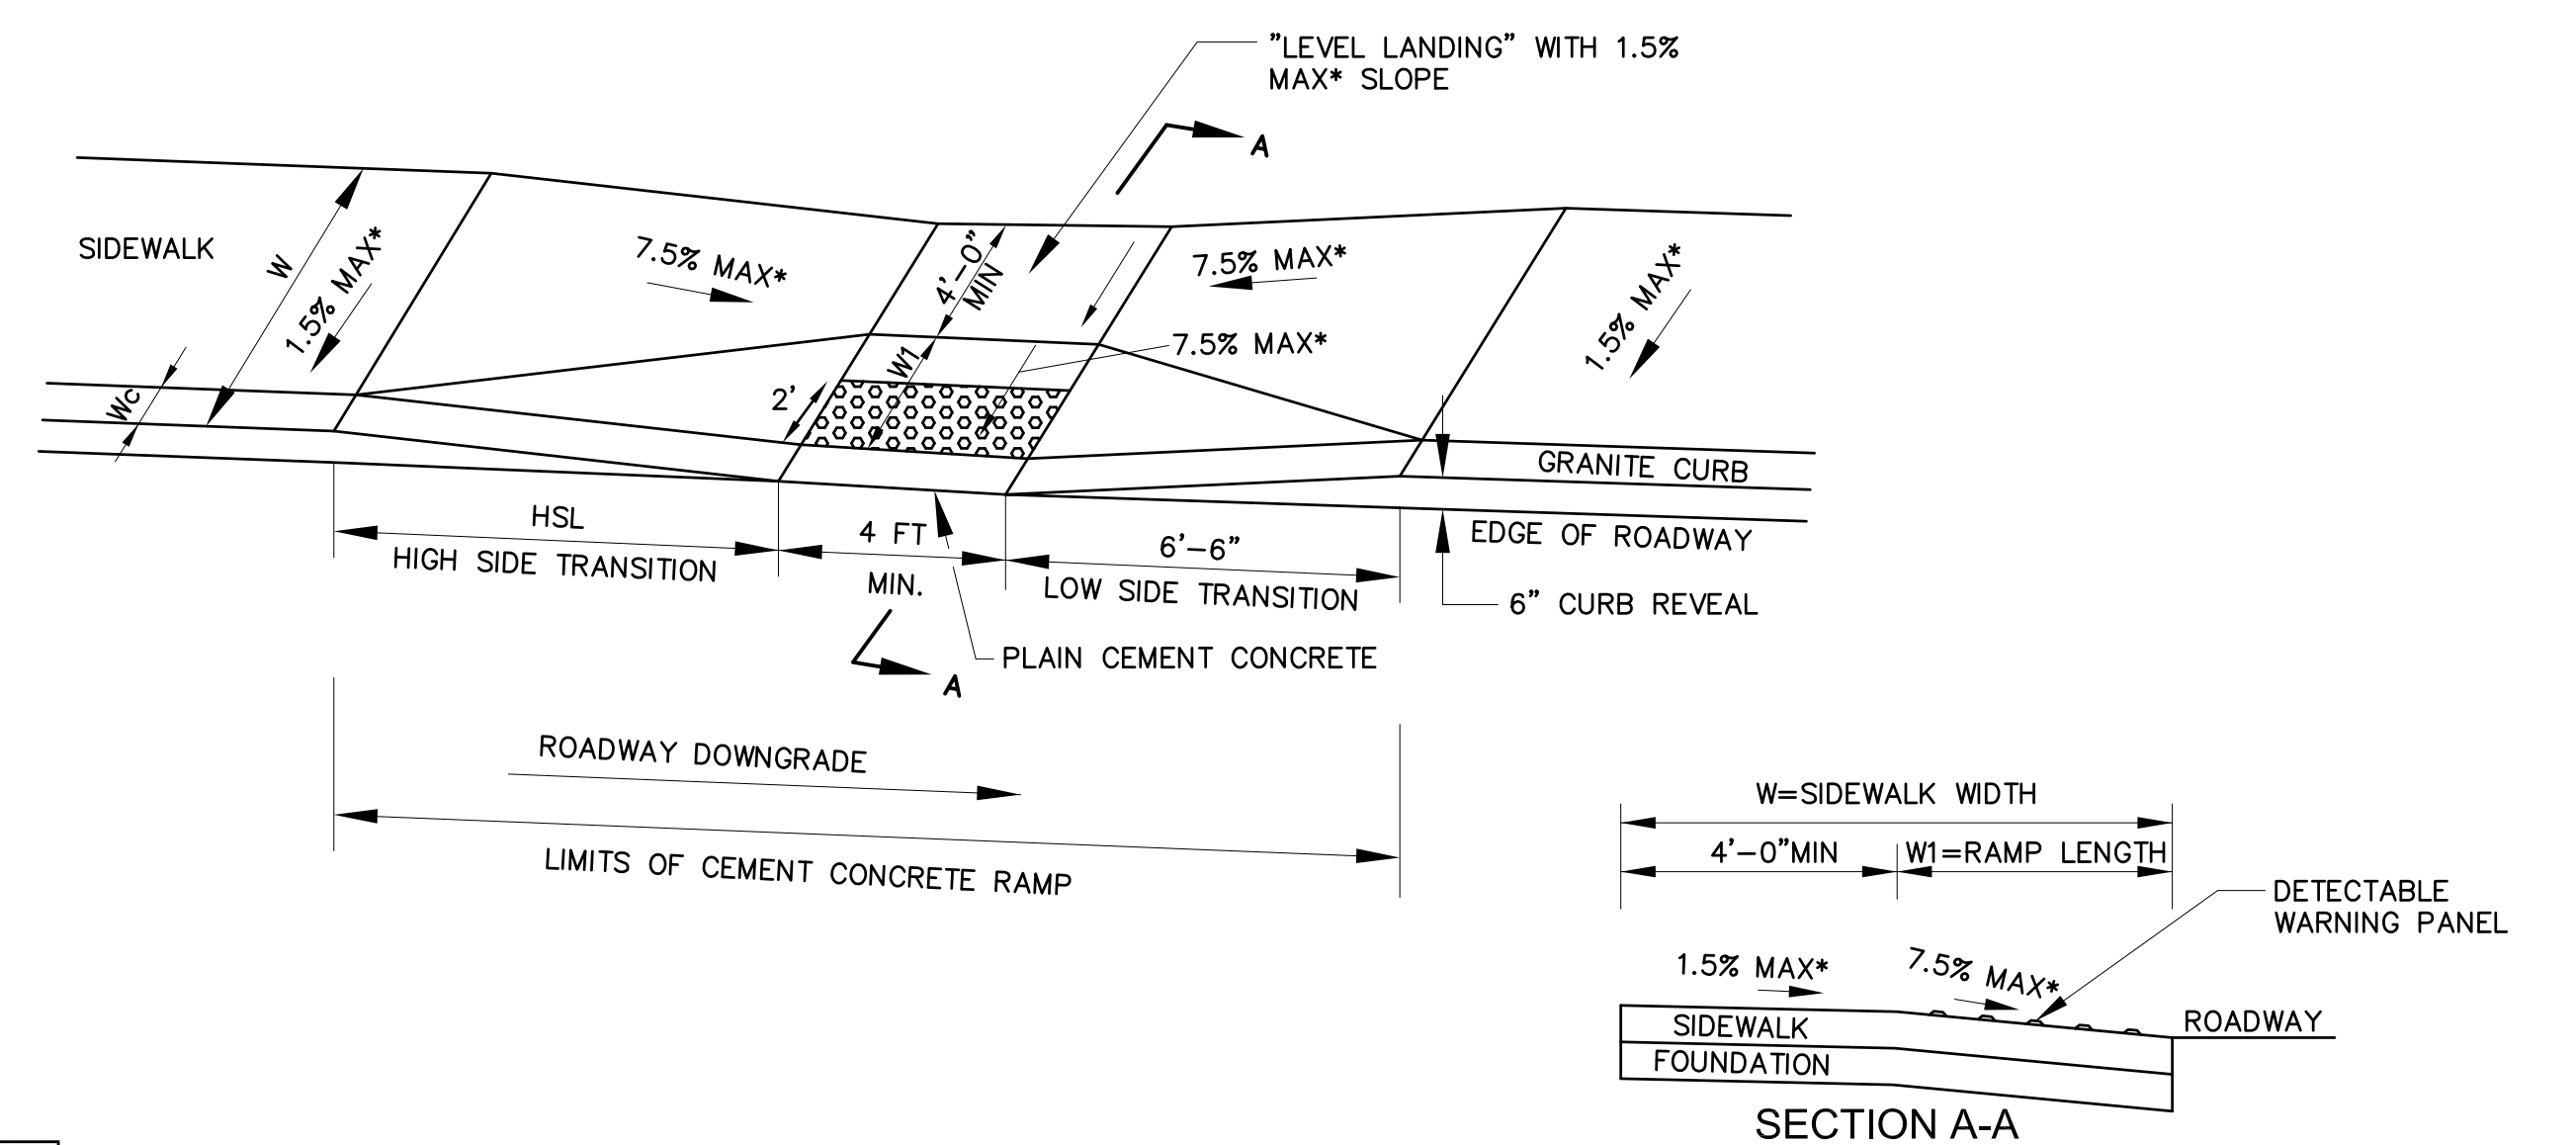 "LEVEL LANDING" WITH 1.5%
MAX* SLOPE
A
SIDEWALK
W
1.5% MAX*
Wc
7.5% MAX*
4'-0"
MIN
7.5% MAX*
7.5% MAX*
W1
2'
1.5% MAX*
GRANITE CURB
EDGE OF ROADWAY
6" CURB REVEAL
HSL
HIGH SIDE TRANSITION
4 FT
MIN.
6'-6"
LOW SIDE TRANSITION
PLAIN CEMENT CONCRETE
A
ROADWAY DOWNGRADE
LIMITS OF CEMENT CONCRETE RAMP
W=SIDEWALK WIDTH
4'-0"MIN
W1=RAMP LENGTH
DETECTABLE
WARNING PANEL
1.5% MAX*
7.5% MAX*
SIDEWALK
FOUNDATION
ROADWAY
SECTION A-A